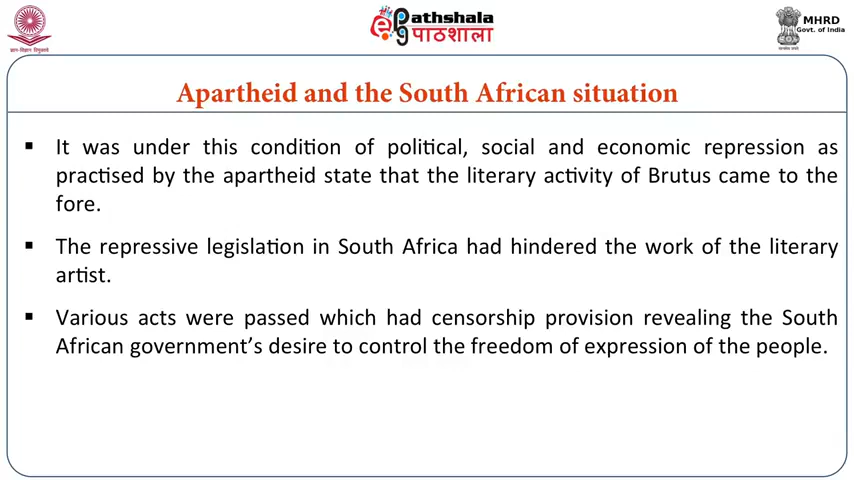 ePathshala
पाठशाला
MHRD
Govt. of India
Apartheid and the South African situation
▪ It was under this condition of political, social and economic repression as
practised by the apartheid state that the literary activity of Brutus came to the
fore.
▪ The repressive legislation in South Africa had hindered the work of the literary
artist.
▪ Various acts were passed which had censorship provision revealing the South
African government's desire to control the freedom of expression of the people.